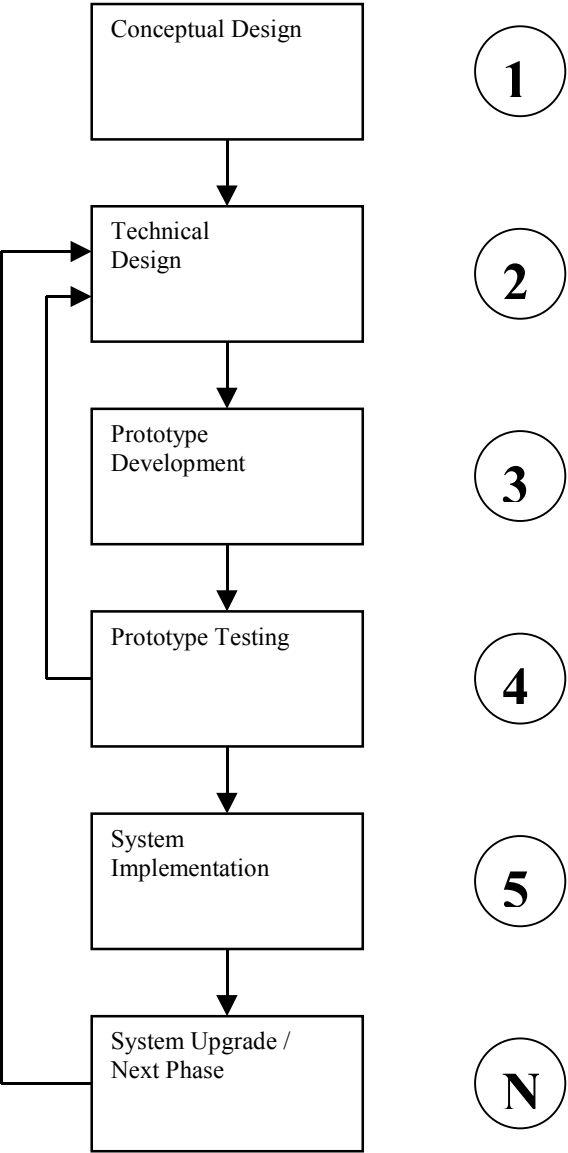 Conceptual Design
1
Technical
Design
2
Prototype
Development
3
Prototype Testing
4
System
Implementation
5
System Upgrade /
Next Phase
N